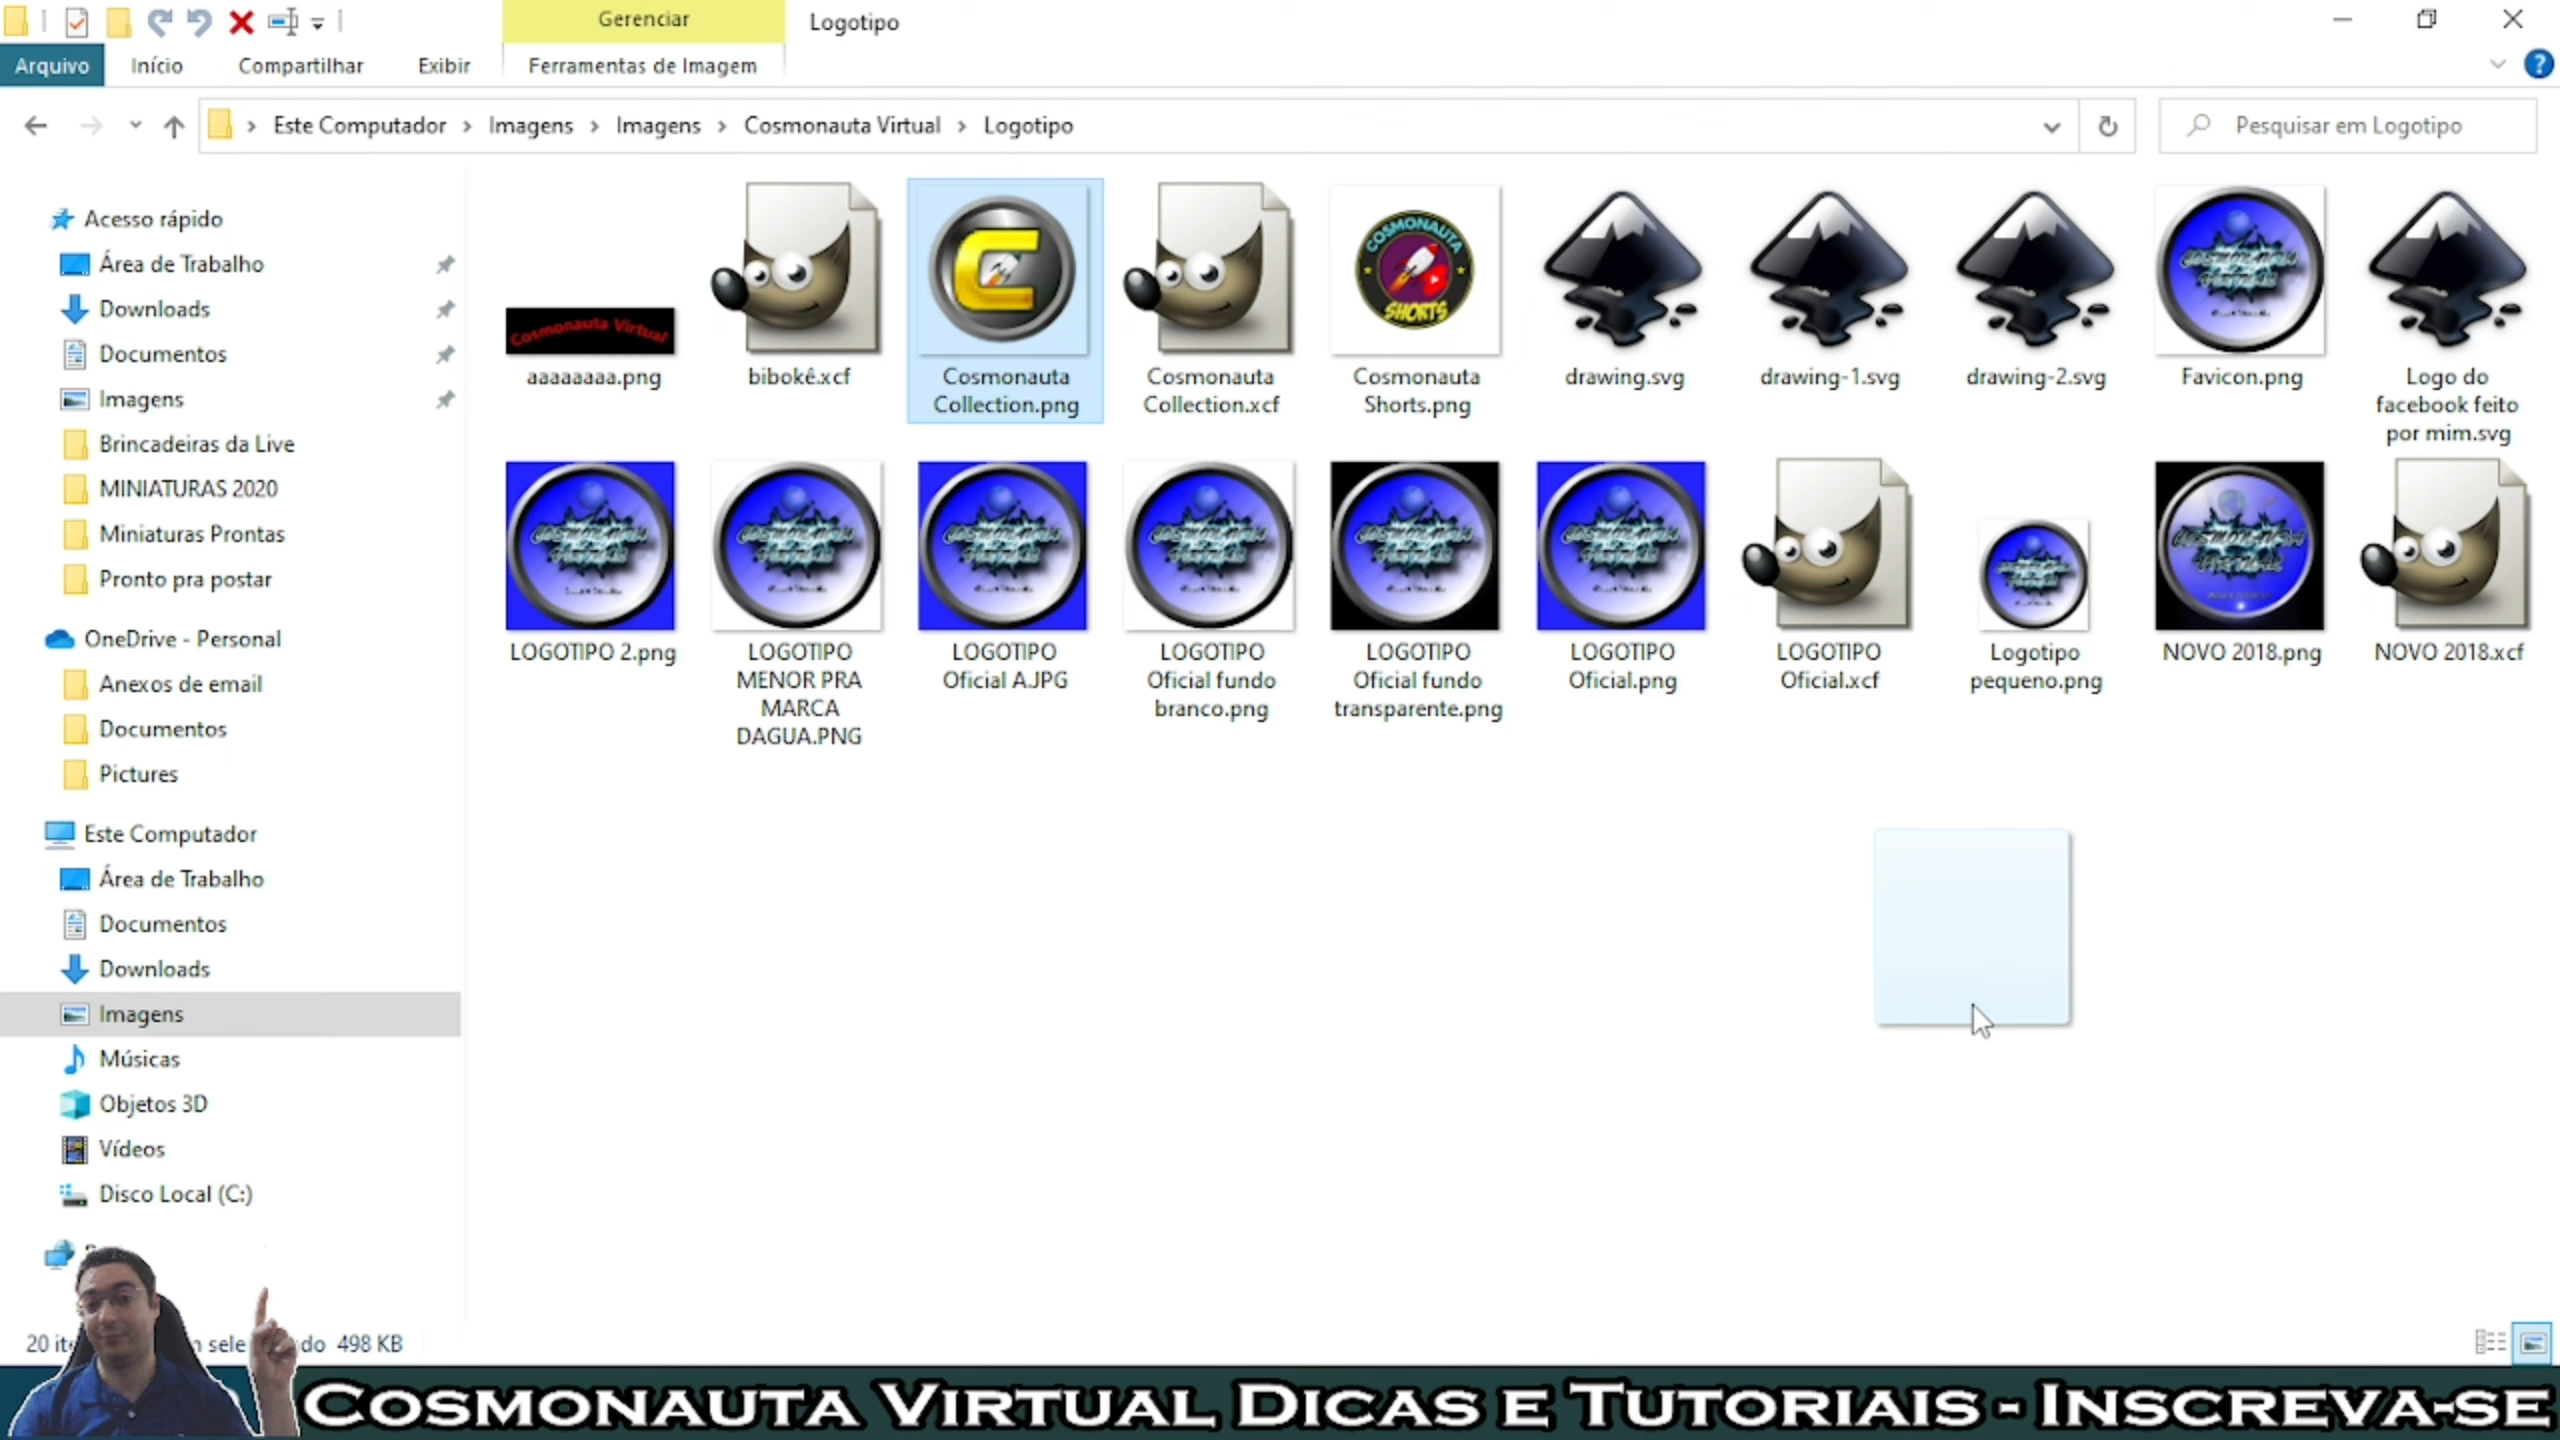 Gerenciar
Logotipo
Arquivo
Início
Compartilhar
Exibir
Ferramentas de Imagem
Este Computador
Imagens
Imagens
Cosmonauta Virtual
Logotipo
Pesquisar em Logotipo
Acesso rápido
Área de Trabalho
Downloads
Documentos
Imagens
Brincadeiras da Live
MINIATURAS 2020
Miniaturas Prontas
Pronto pra postar
OneDrive - Personal
Anexos de email
Documentos
Pictures
Este Computador
Área de Trabalho
Documentos
Downloads
Imagens
Músicas
Objetos 3D
Vídeos
Disco Local (C:)
Cosmonauta Virtual
aaaaaaaa.png
bibokê.xcf
C
Cosmonauta
Collection.png
Cosmonauta
Collection.xcf
COSMONAUTA
SHORTS
Cosmonauta
Shorts.png
drawing.svg
drawing-1.svg
drawing-2.svg
Favicon.png
Logo do
facebook feito
por mim.svg
LOGOTIPO 2.png
LOGOTIPO
MENOR PRA
MARCA
DAGUA.PNG
LOGOTIPO
Oficial A.JPG
LOGOTIPO
Oficial fundo
branco.png
LOGOTIPO
Oficial fundo
transparente.png
LOGOTIPO
Oficial.png
LOGOTIPO
Oficial.xcf
Logotipo
pequeno.png
NOVO 2018.png
NOVO 2018.xcf
20 498 KB
COSMONAUTA VIRTUAL DICAS E TUTORIAIS - INSCREVA-SE